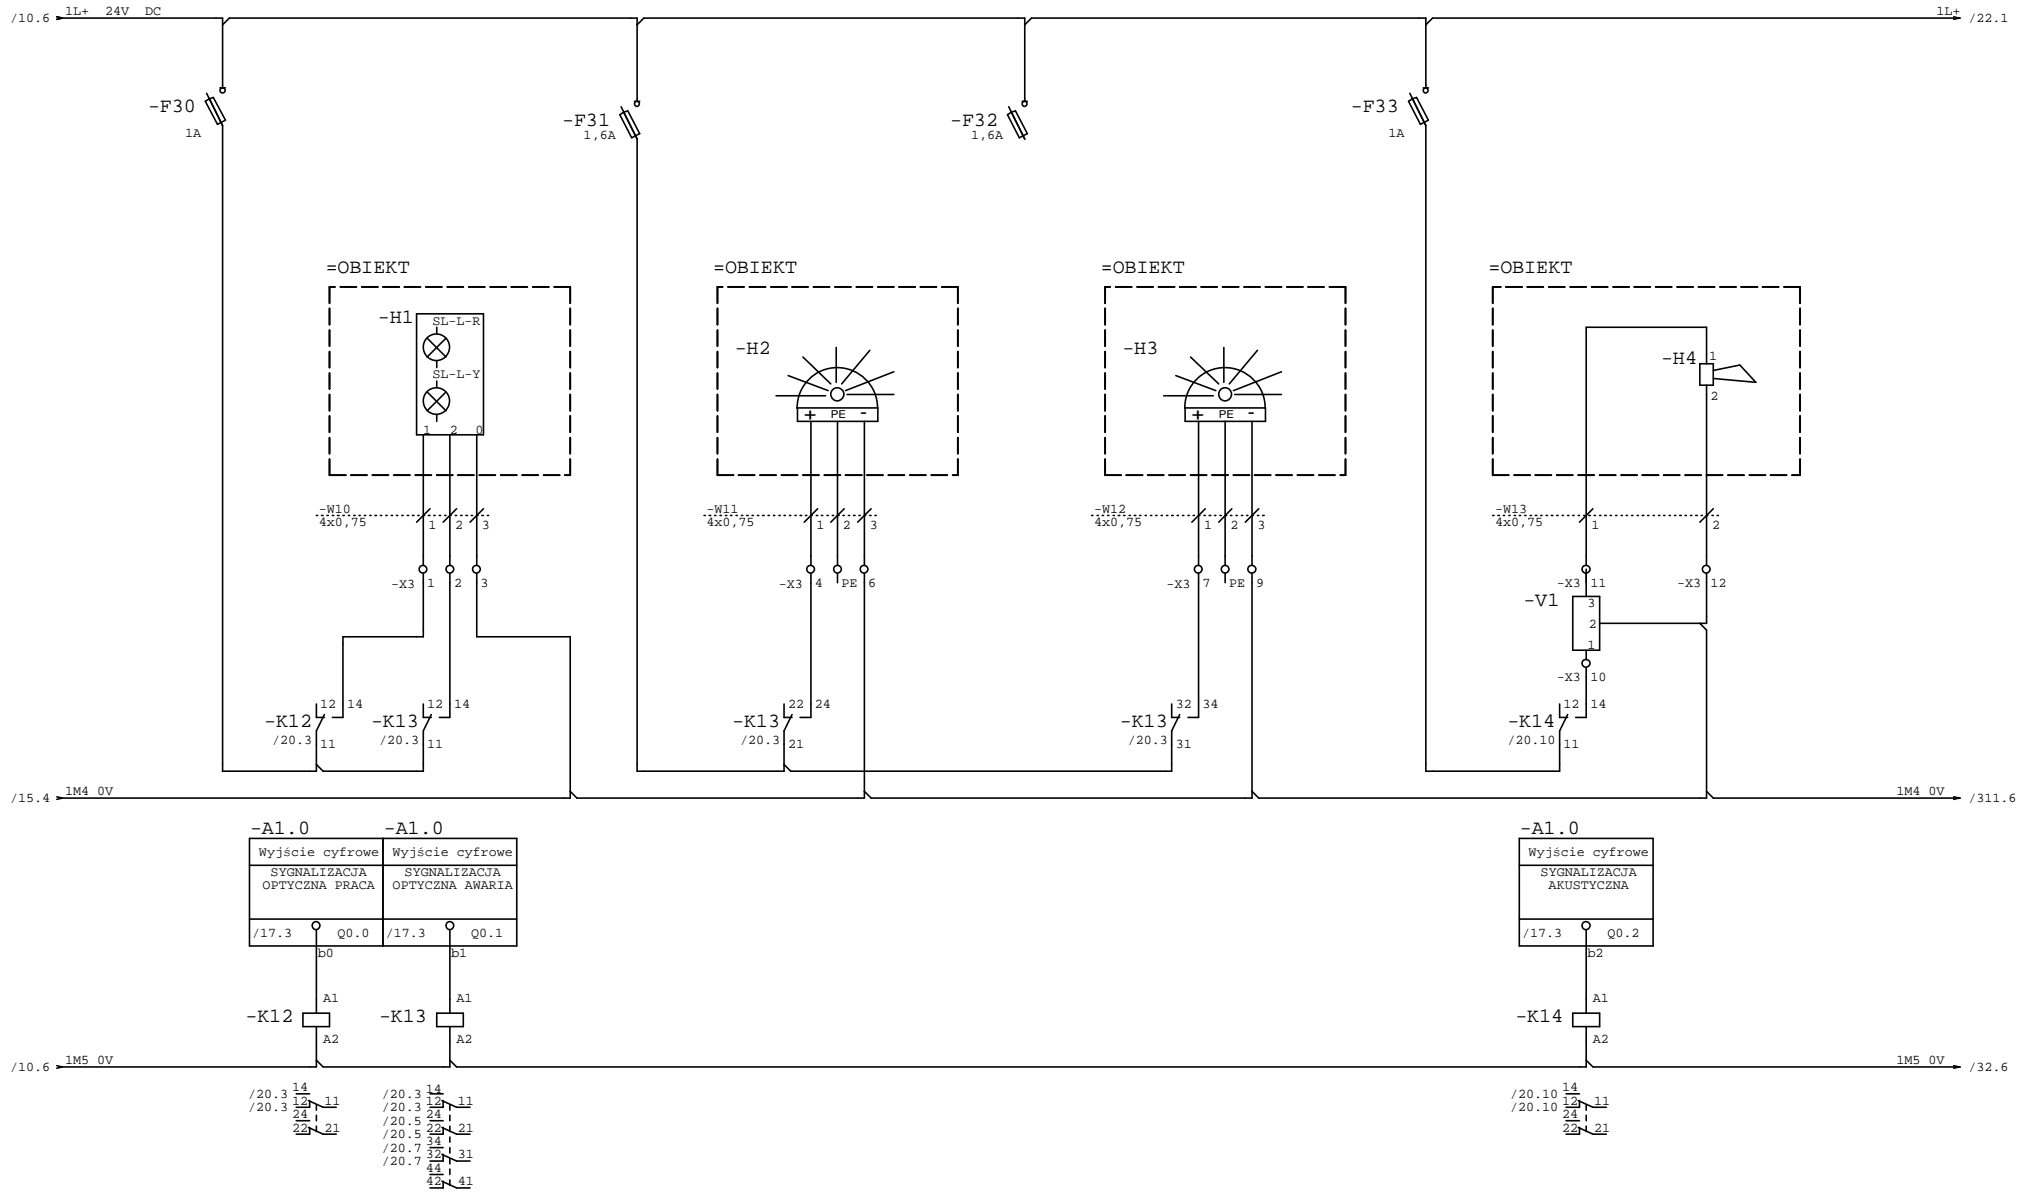 /10.6 1L+ 24V DC 1L+ /22.1
-F30
1A
-F31
1,6A
-F32
1,6A
-F33
1A
=OBIEKT =OBIEKT =OBIEKT =OBIEKT
-H1 SL-L-R
SL-L-Y
1 2 0
-H2
+ PE -
-H3
+ PE -
-H4 1
2
-W10
4x0,75 1 2 3
-W11
4x0,75 1 2 3
-W12
4x0,75 1 2 3
-W13
4x0,75 1 2
-X3 1 2 3
-X3 4 PE 6
-X3 7 PE 9
-X3 11 -X3 12
-V1 3
2
1
-X3 10
-K12 12 14
/20.3 11
-K13 12 14
/20.3 11
-K13 22 24
/20.3 21
-K13 32 34
/20.3 31
-K14 12 14
/20.10 11
/15.4 1M4 0V 1M4 0V /311.6
-A1.0
Wyjście cyfrowe
SYGNALIZACJA
OPTYCZNA PRACA
/17.3 Q0.0
b0
-A1.0
Wyjście cyfrowe
SYGNALIZACJA
OPTYCZNA AWARIA
/17.3 Q0.1
b1
-A1.0
Wyjście cyfrowe
SYGNALIZACJA
AKUSTYCZNA
/17.3 Q0.2
b2
A1
-K12
A2
A1
-K13
A2
A1
-K14
A2
/10.6 1M5 0V 1M5 0V /32.6
/20.3 14
/20.3 12 11
24
22 21
/20.3 14
/20.3 12 11
/20.5 24
/20.5 22 21
/20.7 34
/20.7 32 31
44
42 41
/20.10 14
/20.10 12 11
24
22 21